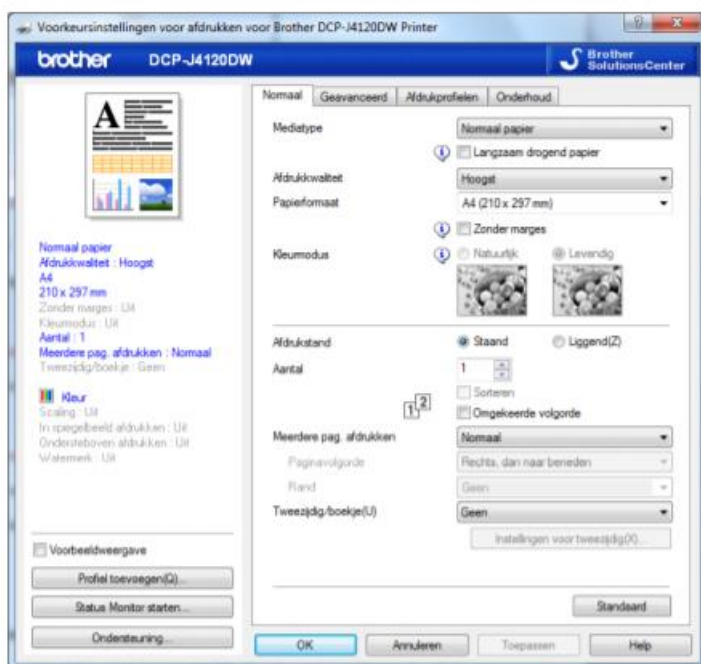 Voorkeursinstellingen voor afdrukken voor Brother DCP-J4120DW Printer
brother DCP-J4120DW
Brother
SolutionsCenter
A
Normaal papier
Afdrukkwaliteit : Hoogst
A4
210 x 297 mm
Zonder marges : Uit
Kleurmodus : Uit
Aantal : 1
Meerdere pag. afdrukken : Normaal
Tweezijdig/boekje : Geen
Kleur
Scaling : Uit
In spiegelbeeld afdrukken : Uit
Ondersteboven afdrukken : Uit
Watermerk : Uit
Voorbeeldweergave
Profiel toevoegen(Q)...
Status Monitor starten...
Ondersteuning...
Normaal Geavanceerd Afdrukprofielen Onderhoud
Mediatype Normaal papier
Langzaam drogend papier
Afdrukkwaliteit Hoogst
Papierformaat A4 (210 x 297 mm)
Zonder marges
Kleurmodus Natuurlijk Levendig
Afdrukstand Staand Liggend(Z)
Aantal 1
Sorteren
1 2
Omgekeerde volgorde
Meerdere pag. afdrukken Normaal
Paginavolgorde Rechts, dan naar beneden
Rand Geen
Tweezijdig/boekje(U) Geen
Instellingen voor tweezijdig(X)...
Standaard
OK Annuleren Toepassen Help